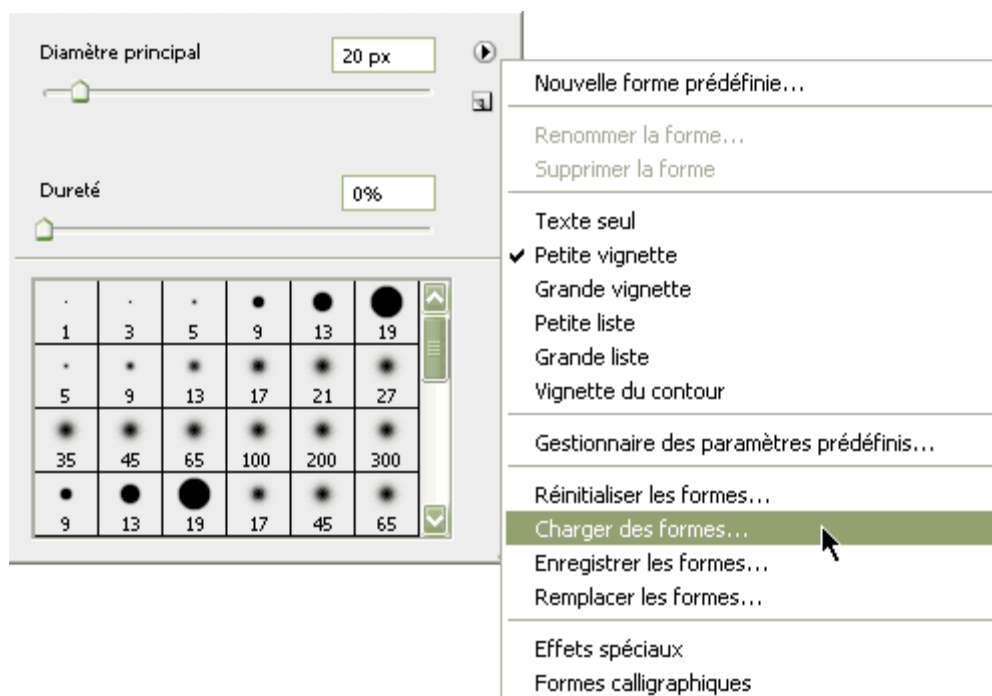 Diamètre principal 20 px
Dureté 0%
1 3 5 9 13 19
5 9 13 17 21 27
35 45 65 100 200 300
9 13 19 17 45 65
Nouvelle forme prédéfinie...
Renommer la forme...
Supprimer la forme
Texte seul
Petite vignette
Grande vignette
Petite liste
Grande liste
Vignette du contour
Gestionnaire des paramètres prédéfinis...
Réinitialiser les formes...
Charger des formes...
Enregistrer les formes...
Remplacer les formes...
Effets spéciaux
Formes calligraphiques